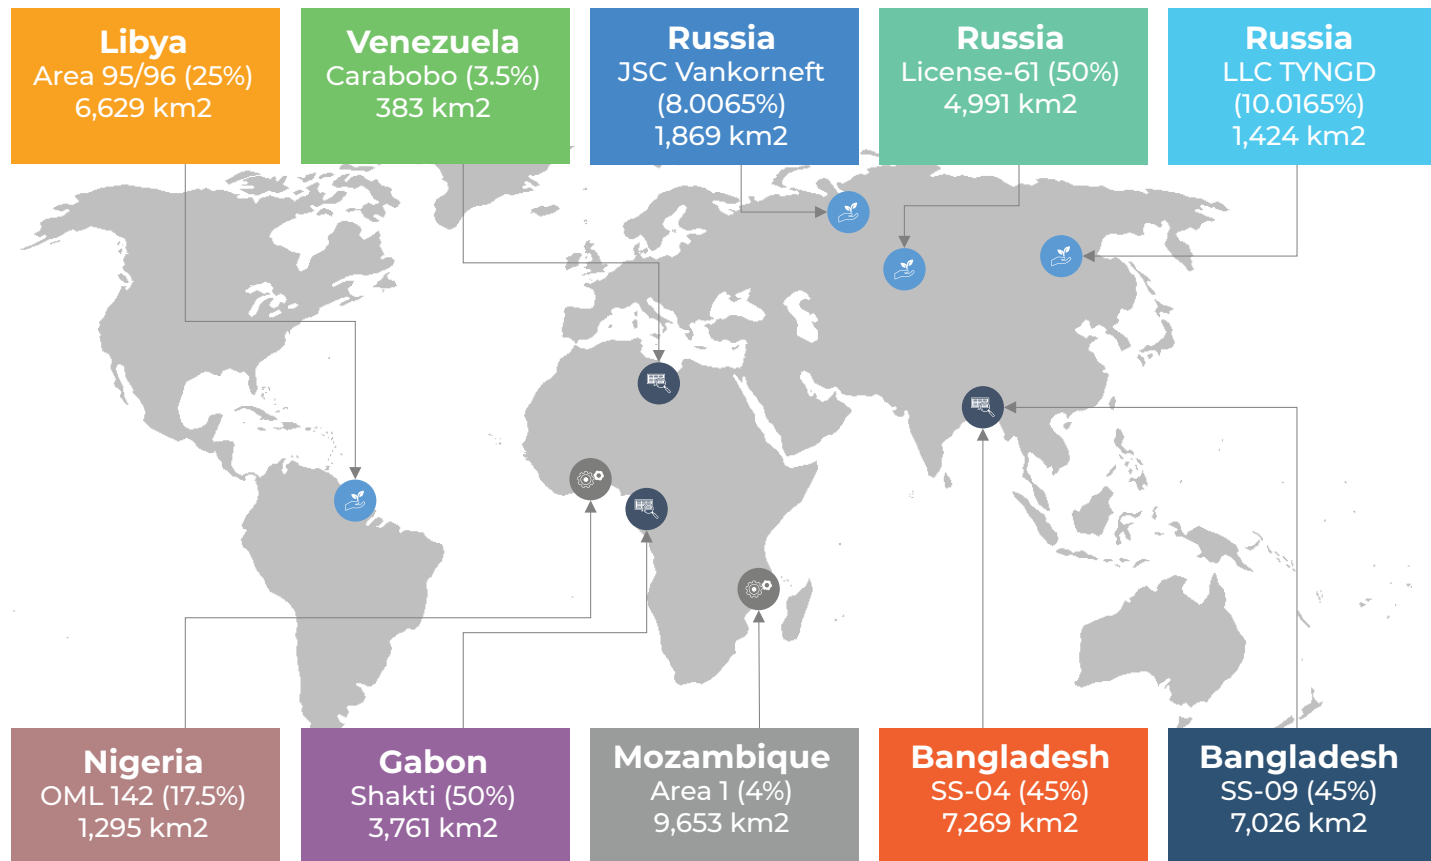 Libya
Area 95/96 (25%)
6,629 km2
Venezuela
Carabobo (3.5%)
383 km2
Russia
JSC Vankorneft
(8.0065%)
1,869 km2
Russia
License-61 (50%)
4,991 km2
Russia
LLC TYNGD
(10.0165%)
1,424 km2
Nigeria
OML 142 (17.5%)
1,295 km2
Gabon
Shakti (50%)
3,761 km2
Mozambique
Area 1 (4%)
9,653 km2
Bangladesh
SS-04 (45%)
7,269 km2
Bangladesh
SS-09 (45%)
7,026 km2